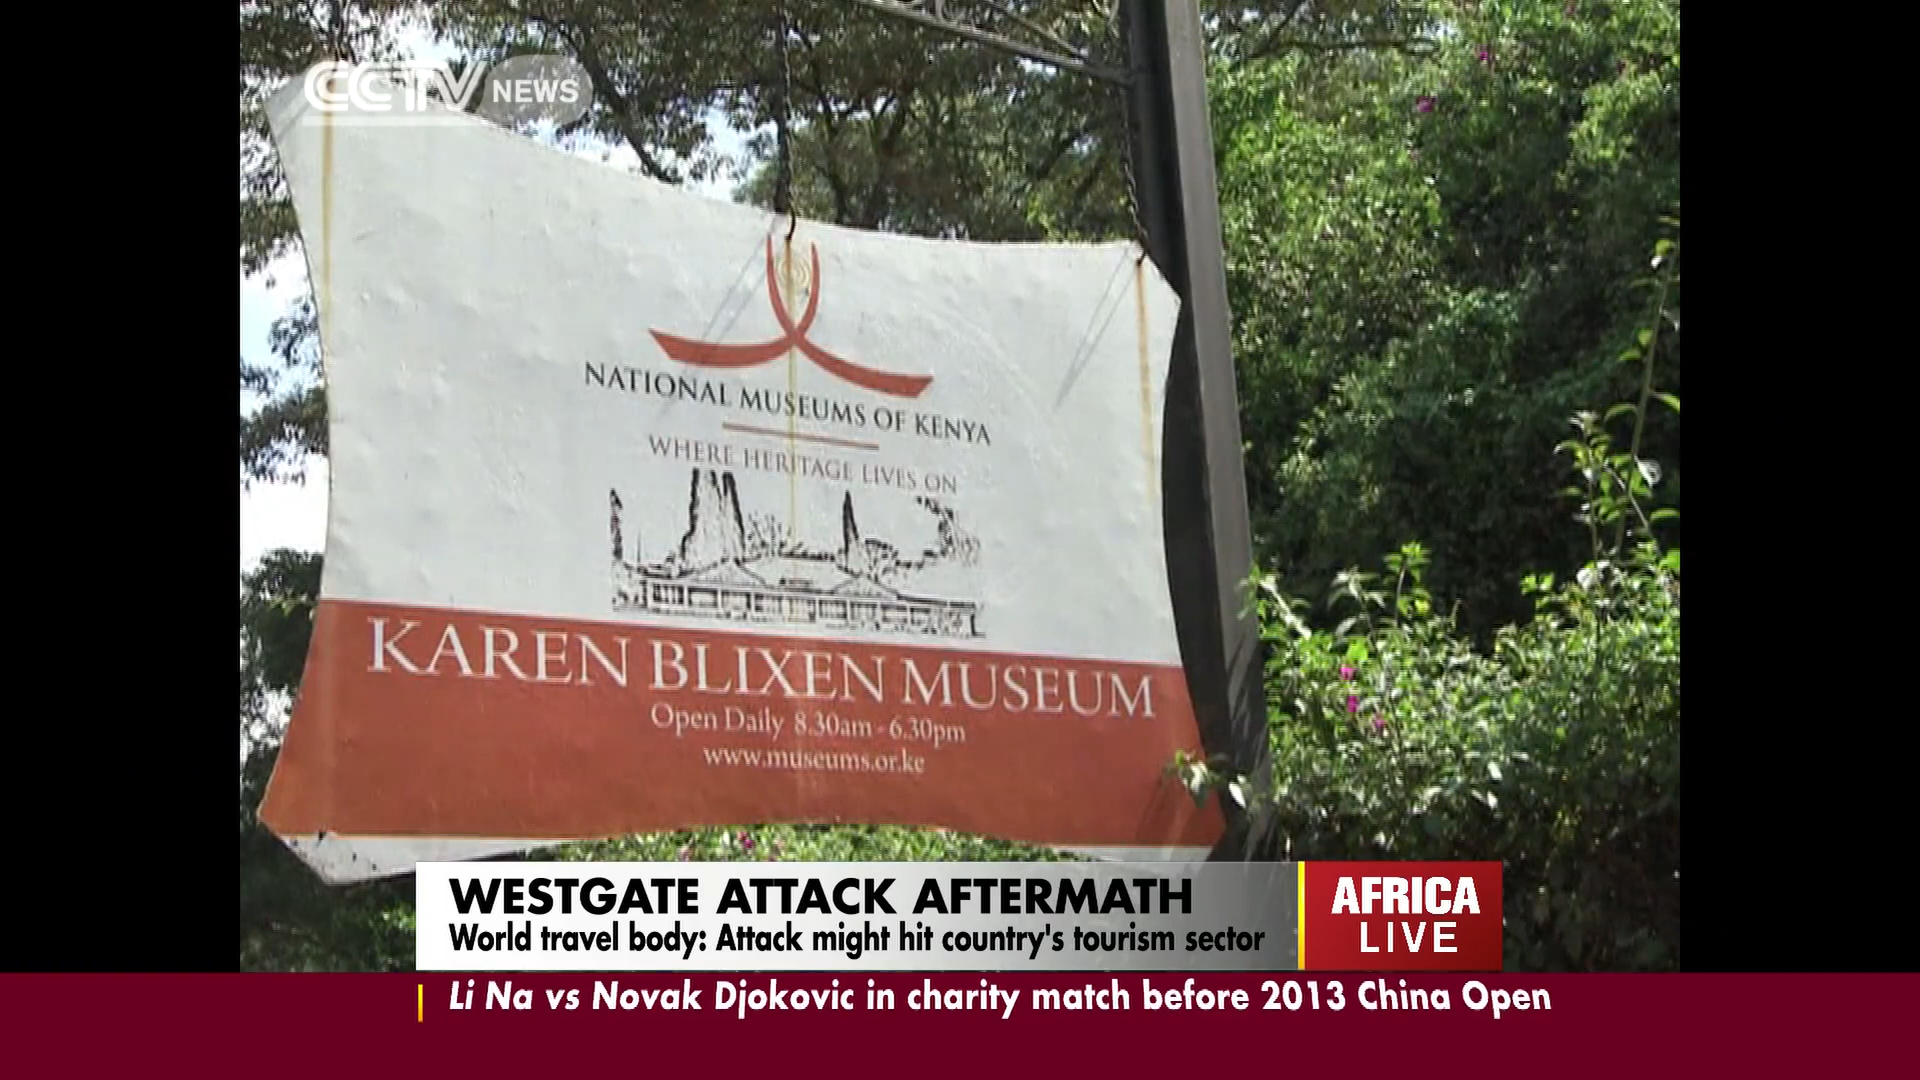 CCTV NEWS
NATIONAL MUSEUMS OF KENYA
WHERE HERITAGE LIVES ON
KAREN BLIXEN MUSEUM
Open Daily 8.30am - 6.30pm
www.museums.or.ke
WESTGATE ATTACK AFTERMATH
World travel body: Attack might hit country's tourism sector
AFRICA
LIVE
Li Na vs Novak Djokovic in charity match before 2013 China Open